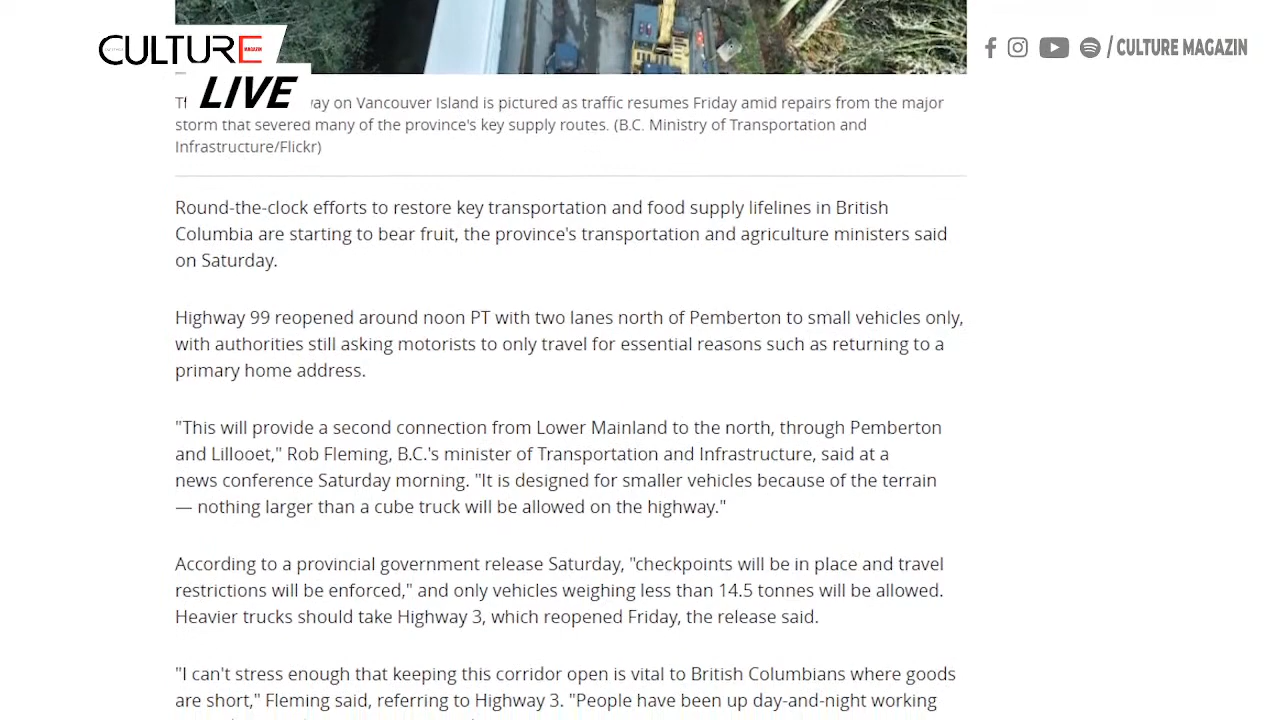 CULTURE
MAGAZIN
LIVE
/ CULTURE MAGAZIN
way on Vancouver Island is pictured as traffic resumes Friday amid repairs from the major
storm that severed many of the province's key supply routes. (B.C. Ministry of Transportation and
Infrastructure/Flickr)
Round-the-clock efforts to restore key transportation and food supply lifelines in British
Columbia are starting to bear fruit, the province's transportation and agriculture ministers said
on Saturday.
Highway 99 reopened around noon PT with two lanes north of Pemberton to small vehicles only,
with authorities still asking motorists to only travel for essential reasons such as returning to a
primary home address.
"This will provide a second connection from Lower Mainland to the north, through Pemberton
and Lillooet," Rob Fleming, B.C.'s minister of Transportation and Infrastructure, said at a
news conference Saturday morning. "It is designed for smaller vehicles because of the terrain
— nothing larger than a cube truck will be allowed on the highway."
According to a provincial government release Saturday, "checkpoints will be in place and travel
restrictions will be enforced," and only vehicles weighing less than 14.5 tonnes will be allowed.
Heavier trucks should take Highway 3, which reopened Friday, the release said.
"I can't stress enough that keeping this corridor open is vital to British Columbians where goods
are short," Fleming said, referring to Highway 3. "People have been up day-and-night working